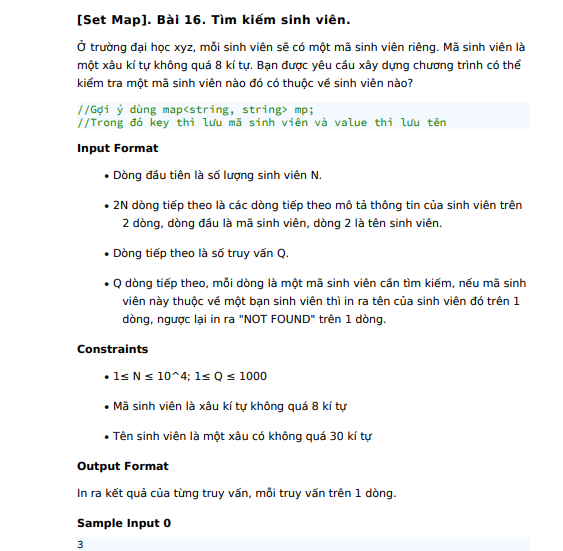 [Set Map]. Bài 16. Tìm kiếm sinh viên.
Ở trường đại học xyz, mỗi sinh viên sẽ có một mã sinh viên riêng. Mã sinh viên là
một xâu kí tự không quá 8 kí tự. Bạn được yêu cầu xây dựng chương trình có thể
kiểm tra một mã sinh viên nào đó có thuộc về sinh viên nào?
//Gợi ý dùng map<string, string> mp;
//Trong đó key thì lưu mã sinh viên và value thì lưu tên
Input Format
• Dòng đầu tiên là số lượng sinh viên N.
• 2N dòng tiếp theo là các dòng tiếp theo mô tả thông tin của sinh viên trên
2 dòng, dòng đầu là mã sinh viên, dòng 2 là tên sinh viên.
• Dòng tiếp theo là số truy vấn Q.
• Q dòng tiếp theo, mỗi dòng là một mã sinh viên cần tìm kiếm, nếu mã sinh
viên này thuộc về một bạn sinh viên thì in ra tên của sinh viên đó trên 1
dòng, ngược lại in ra "NOT FOUND" trên 1 dòng.
Constraints
• 1≤ N ≤ 10^4; 1≤ Q ≤ 1000
• Mã sinh viên là xâu kí tự không quá 8 kí tự
• Tên sinh viên là một xâu có không quá 30 kí tự
Output Format
In ra kết quả của từng truy vấn, mỗi truy vấn trên 1 dòng.
Sample Input 0
3